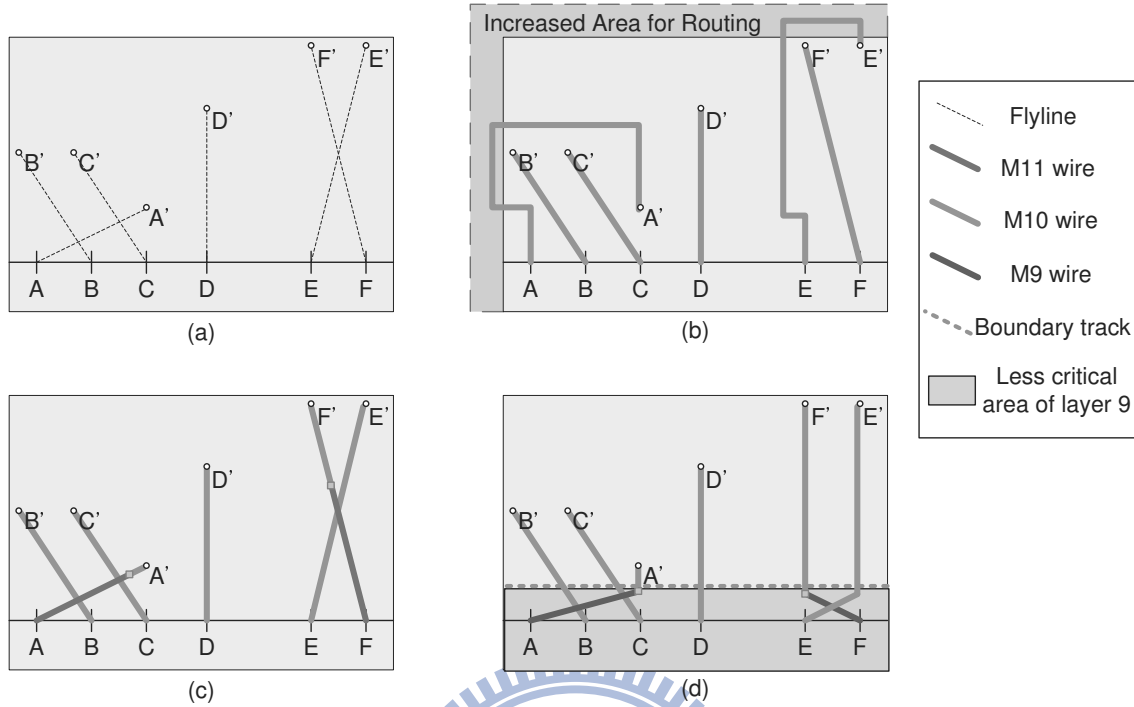 F’ E’
D’
B’ C’
A’
A B C D E F
(a)
Increased Area for Routing
F’ E’
D’
B’ C’
A’
A B C D E F
(b)
Flyline
M11 wire
M10 wire
M9 wire
Boundary track
Less critical
area of layer 9
F’ E’
D’
B’ C’
A’
A B C D E F
(c)
F’ E’
D’
B’ C’
A’
A B C D E F
(d)